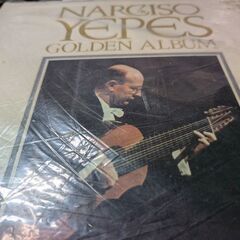 NARCISO
YEPES
GOLDEN ALBUM